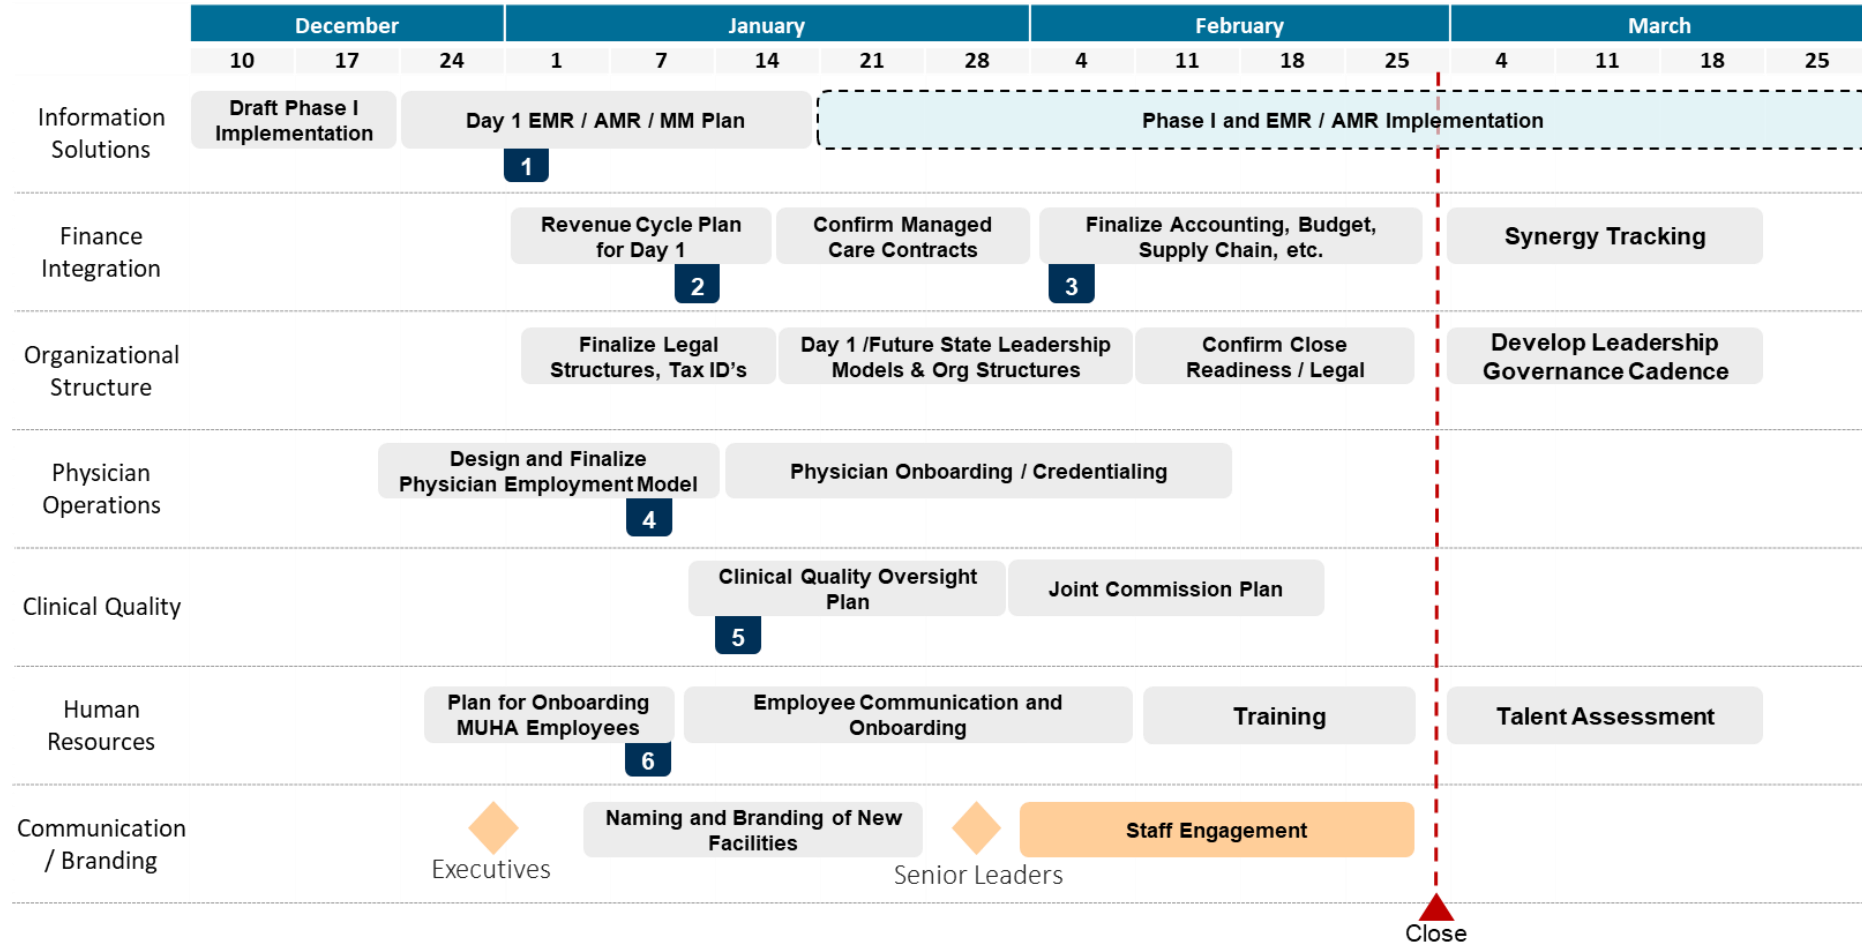 December January February March
10 17 24 1 7 14 21 28 4 11 18 25 4 11 18 25
Information
Solutions
Draft Phase I
Implementation
Day 1 EMR / AMR / MM Plan
Phase I and EMR / AMR Implementation
1
Finance
Integration
Revenue Cycle Plan
for Day 1
Confirm Managed
Care Contracts
Finalize Accounting, Budget,
Supply Chain, etc.
Synergy Tracking
2
3
Organizational
Structure
Finalize Legal
Structures, Tax ID's
Day 1 /Future State Leadership
Models & Org Structures
Confirm Close
Readiness / Legal
Develop Leadership
Governance Cadence
Physician
Operations
Design and Finalize
Physician Employment Model
Physician Onboarding / Credentialing
4
Clinical Quality
Clinical Quality Oversight
Plan
Joint Commission Plan
5
Human
Resources
Plan for Onboarding
MUHA Employees
Employee Communication and
Onboarding
Training
Talent Assessment
6
Communication
/ Branding
Executives
Naming and Branding of New
Facilities
Senior Leaders
Staff Engagement
Close